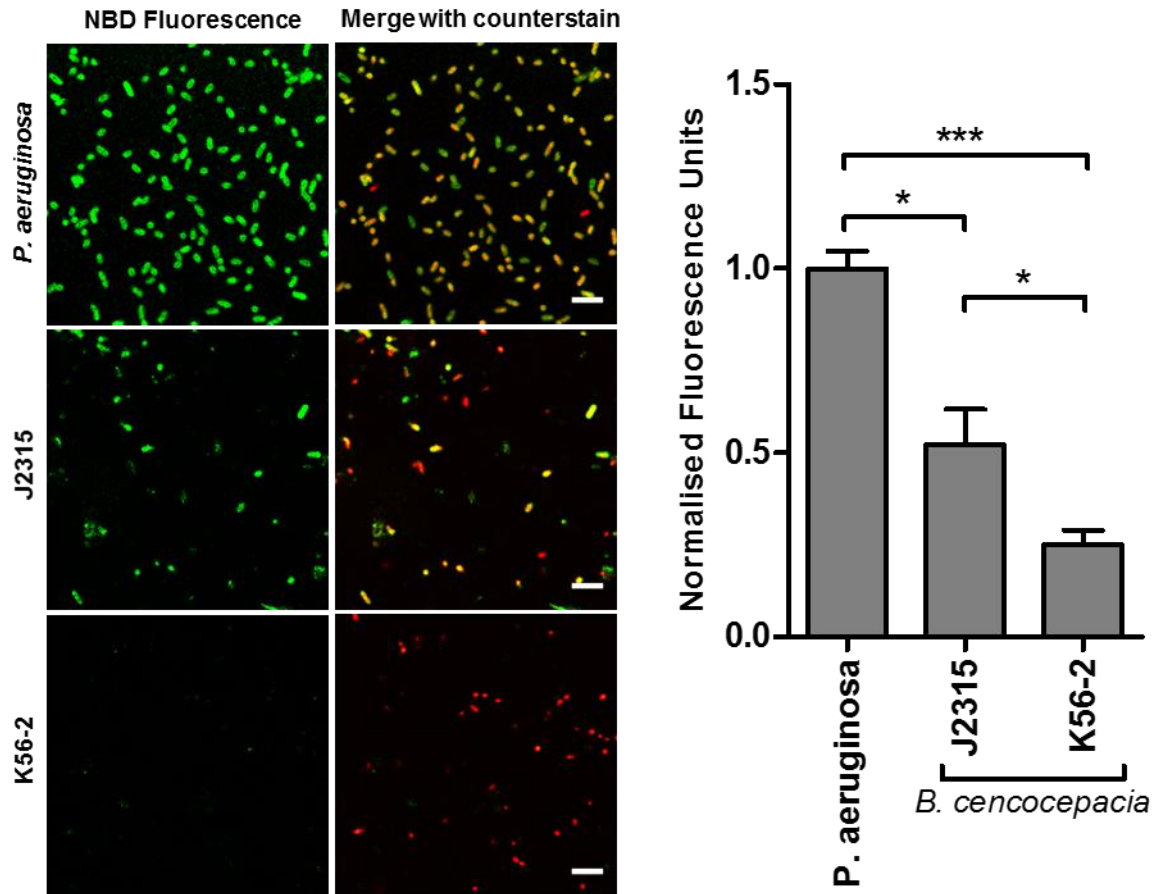 NBD Fluorescence
Merge with counterstain
P. aeruginosa
J2315
K56-2
Normalised Fluorescence Units
1.5
1.0
0.5
0.0
***
*
*
P. aeruginosa
J2315
K56-2
B. cencocepacia